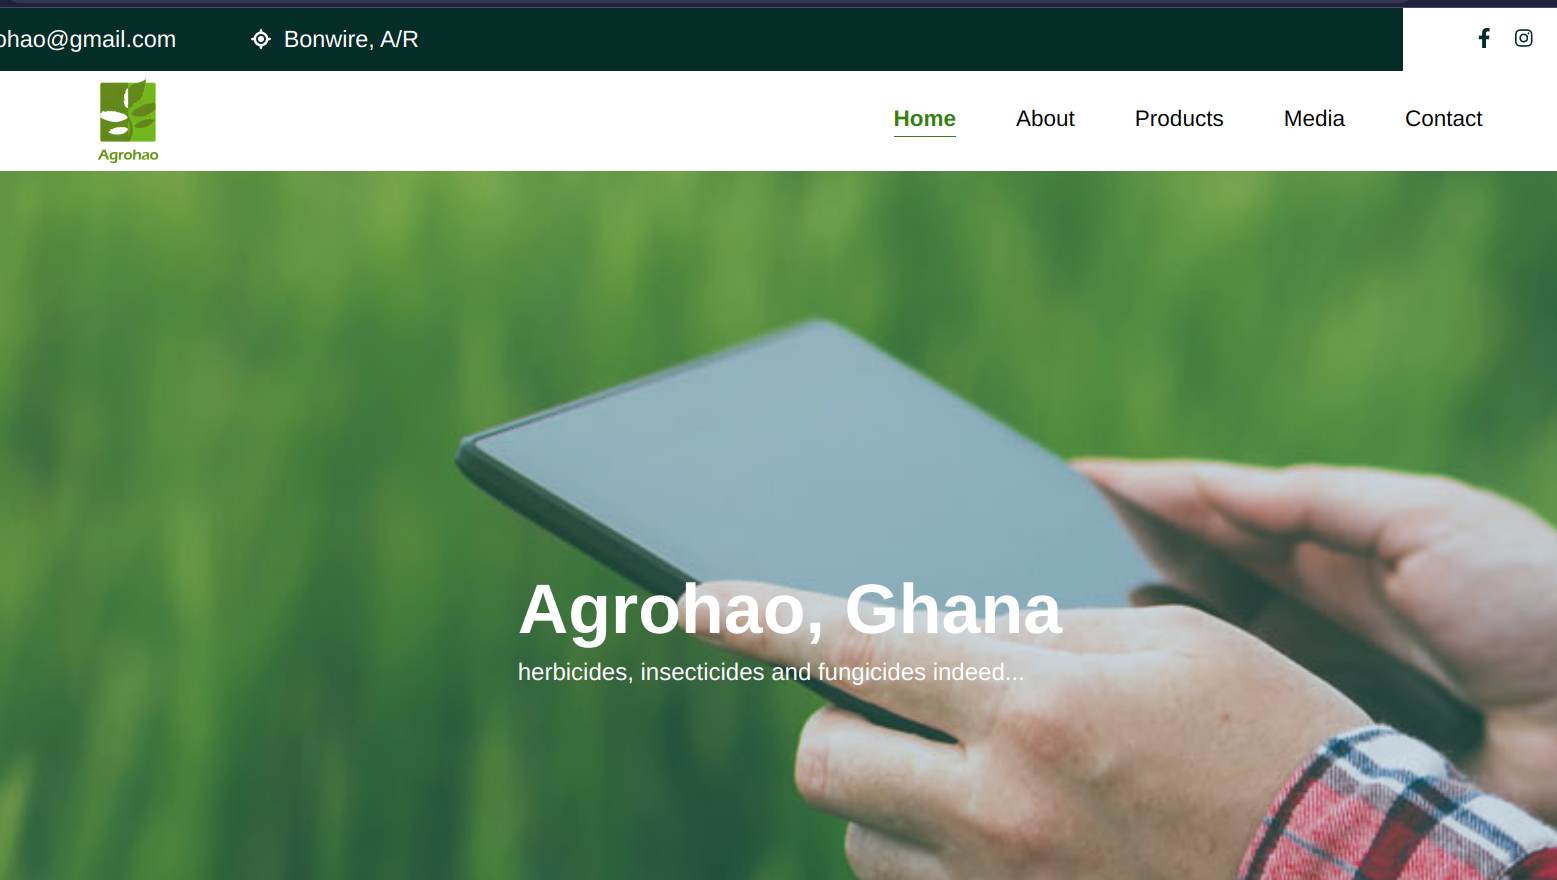 ohao@gmail.com
Bonwire, A/R
Agrohao
Home
About
Products
Media
Contact
Agrohao, Ghana
herbicides, insecticides and fungicides indeed...